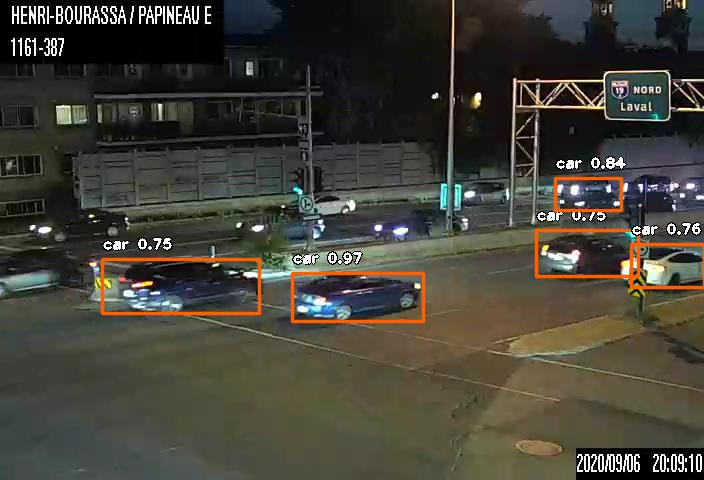 HENRI-BOURASSA / PAPINEAU E
1161-387
19 NORD
Laval
car 0.84
car 0.75
car 0.76
car 0.75
car 0.97
2020/09/06 20:09:10